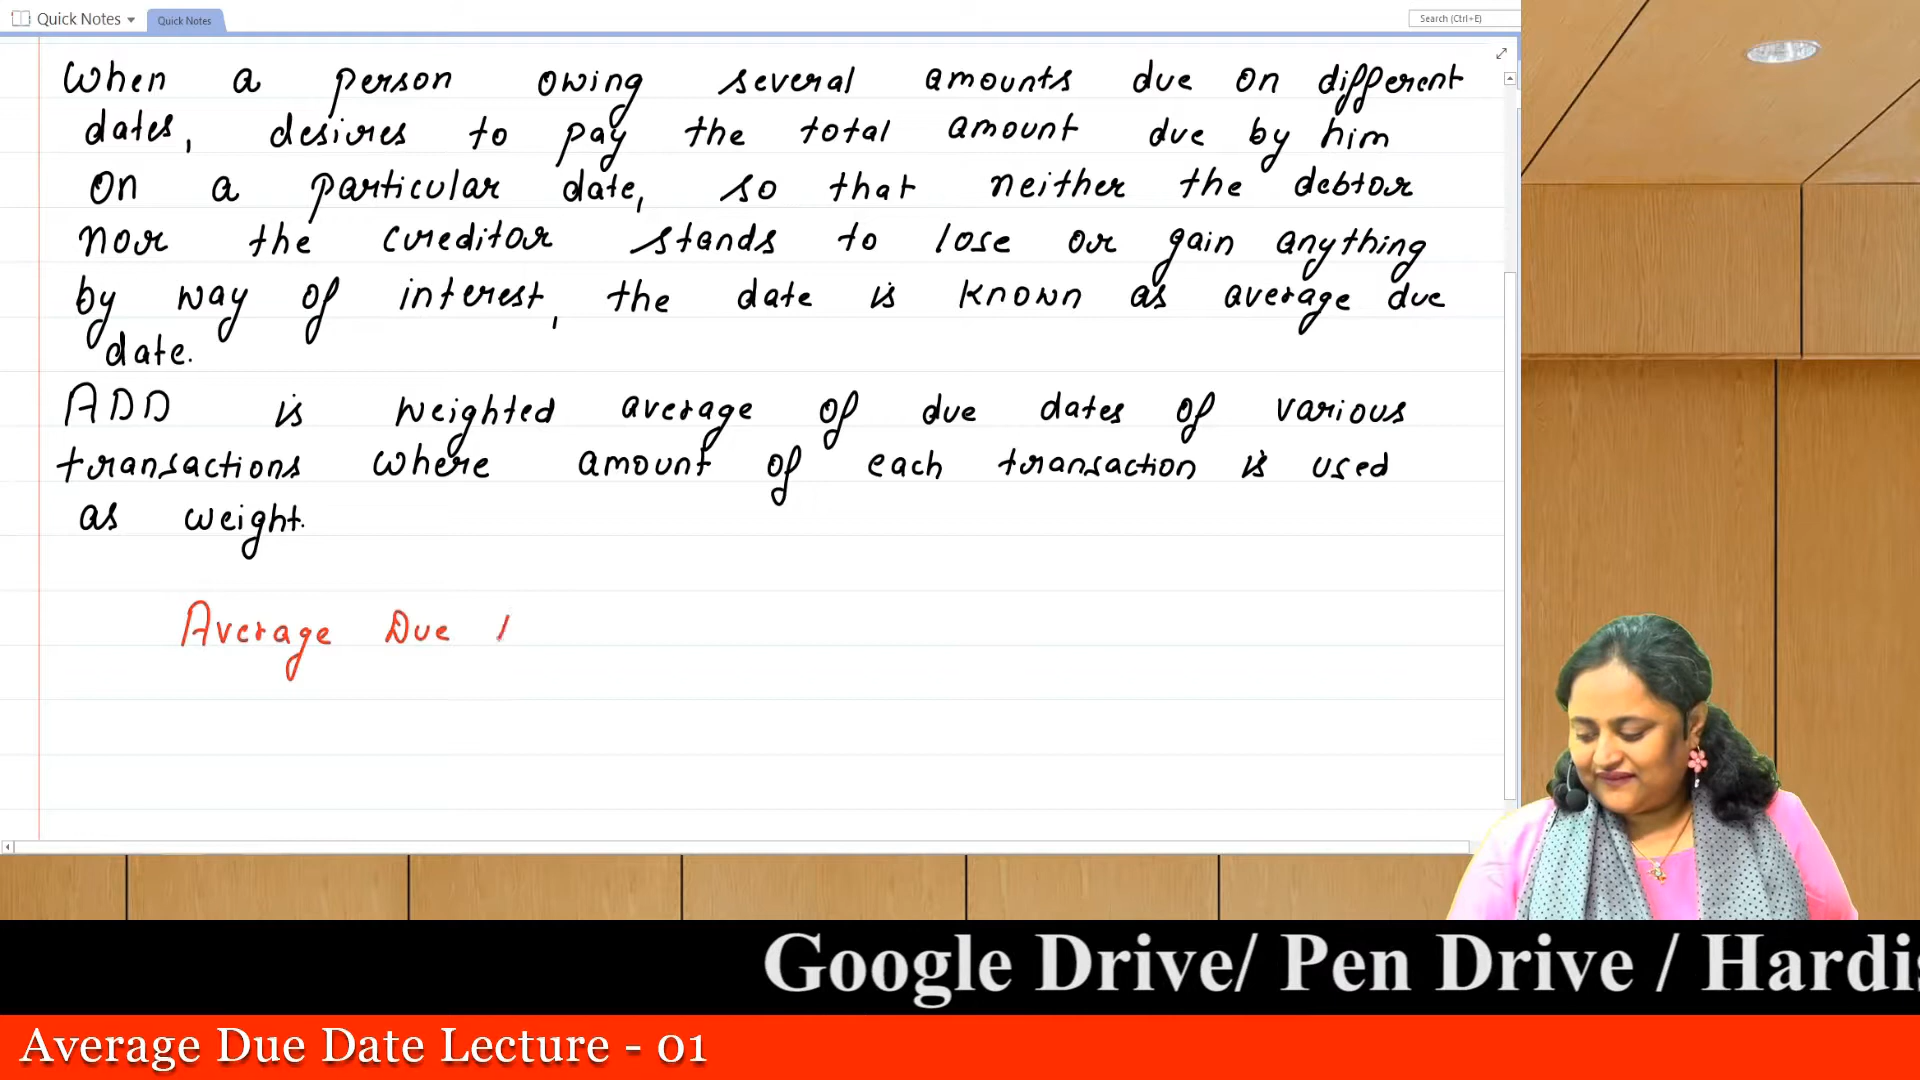 Quick Notes
Quick Notes
Search (Ctrl+E)
When a person owing several amounts due on different
dates, desires to pay the total amount due by him
on a particular date, so that neither the debtor
nor the creditor stands to lose or gain anything
by way of interest, the date is known as average due
date.
ADD is weighted average of due dates of various
transactions where amount of each transaction is used
as weight.
Average Due
Google Drive/ Pen Drive / Hardis
Average Due Date Lecture - 01